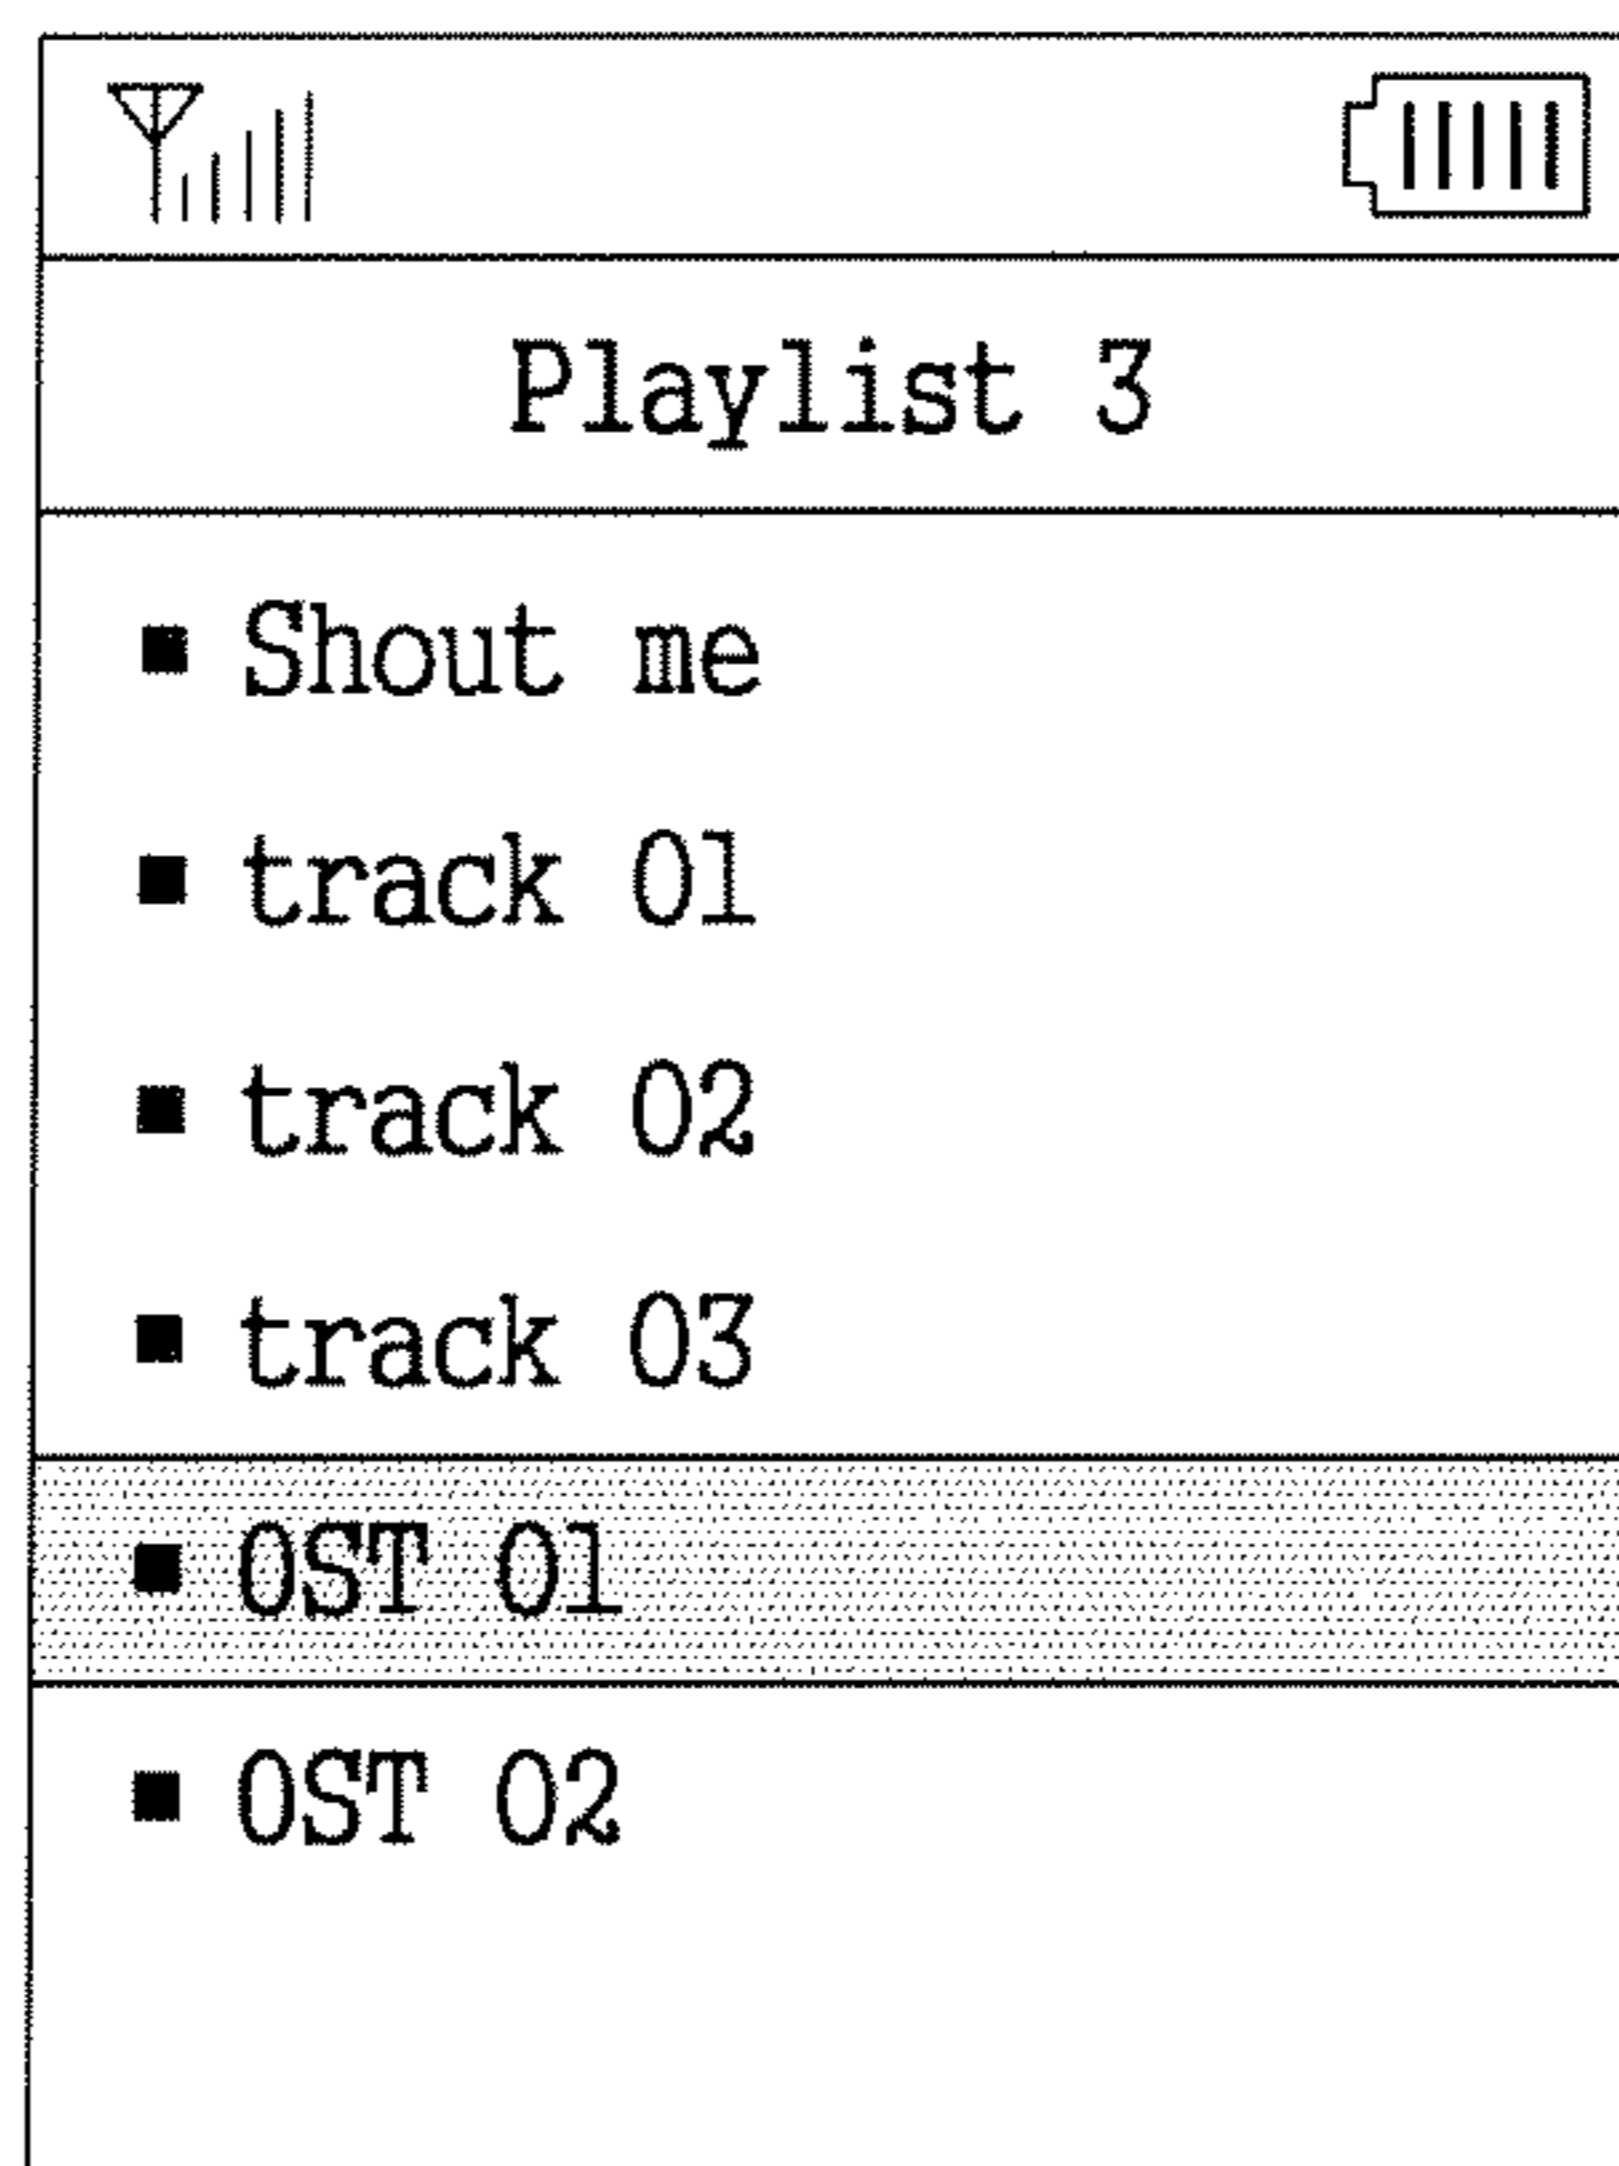 Playlist 3
▪ Shout me
▪ track 01
▪ track 02
▪ track 03
▪ OST 01
▪ OST 02